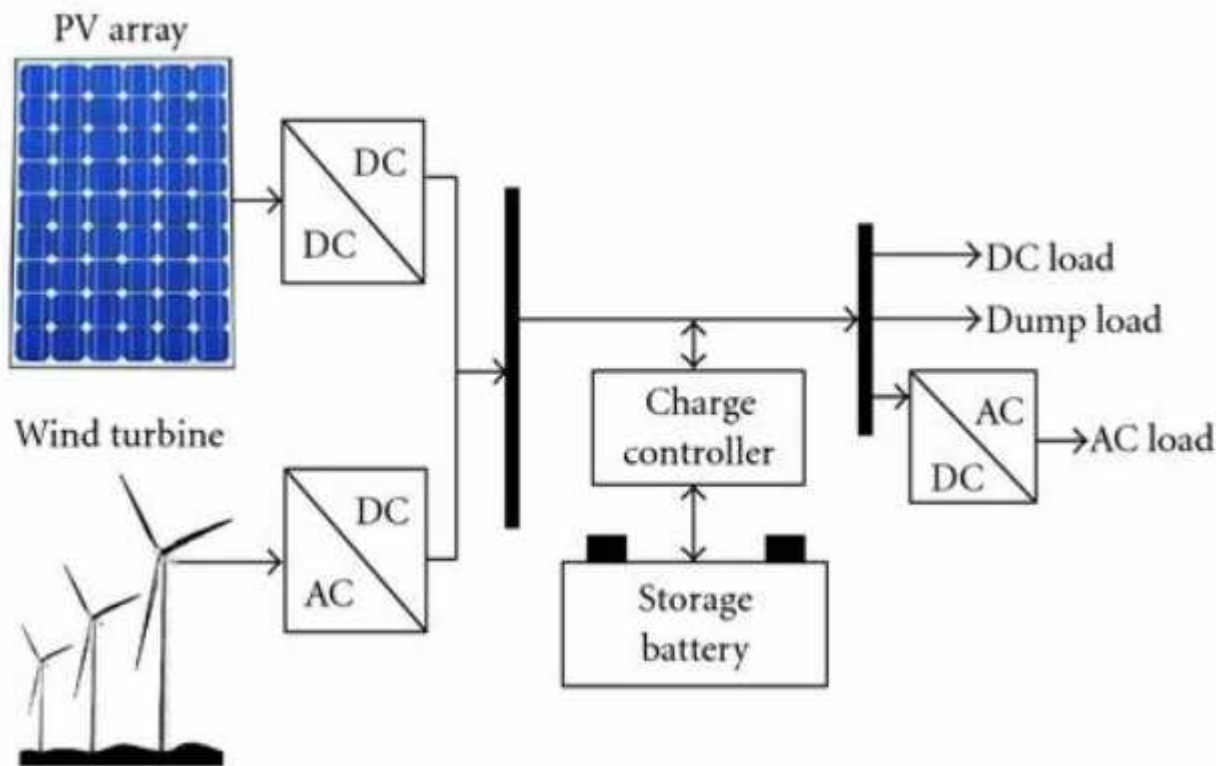 PV array
DC
DC
DC load
Dump load
Charge
controller
AC
DC
AC load
Wind turbine
DC
AC
Storage
battery